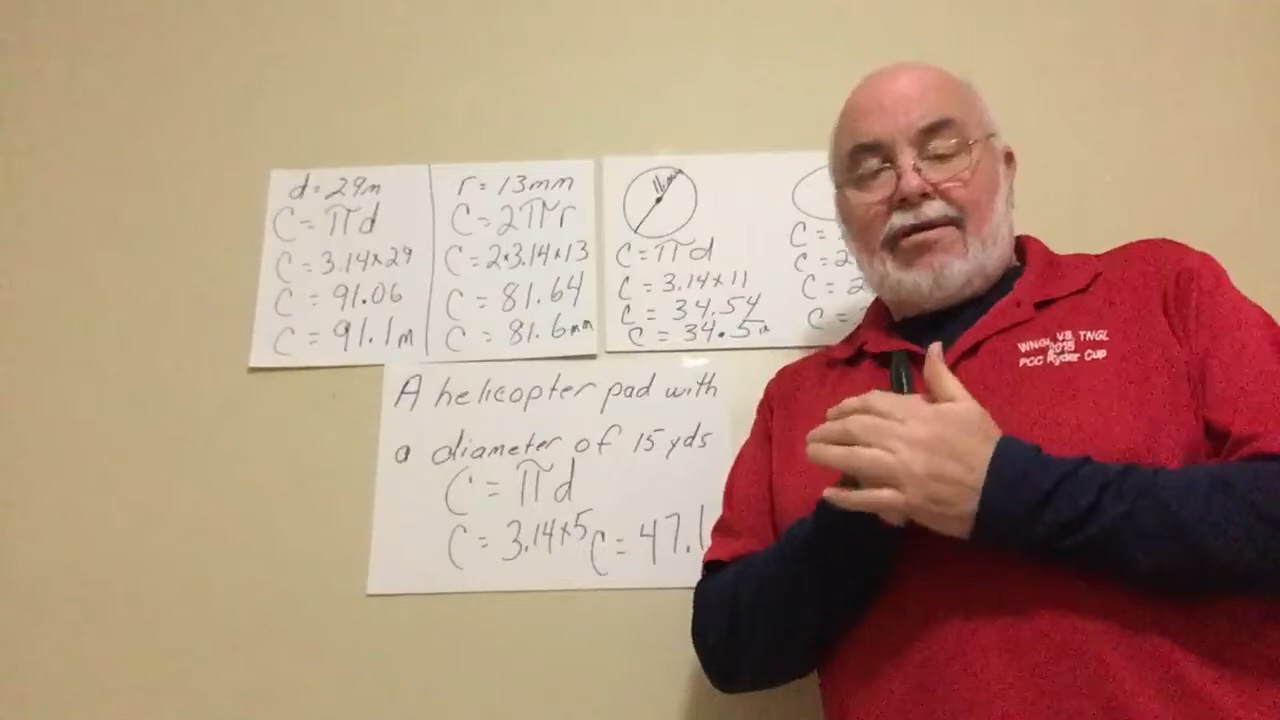 d = 29m
C = πd
C = 3.14×29
C = 91.06
C = 91.1m
r = 13mm
C = 2πr
C = 2×3.14×13
C = 81.64
C = 81.6mm
C = πd
C = 3.14×11
C = 34.54
C = 34.5in
C =
C = 2
C = 2
C =
A helicopter pad with
a diameter of 15 yds
C = πd
C = 3.14×5
C = 47.1
WNGL VS. TNGL
2015
PCC Ryder Cup